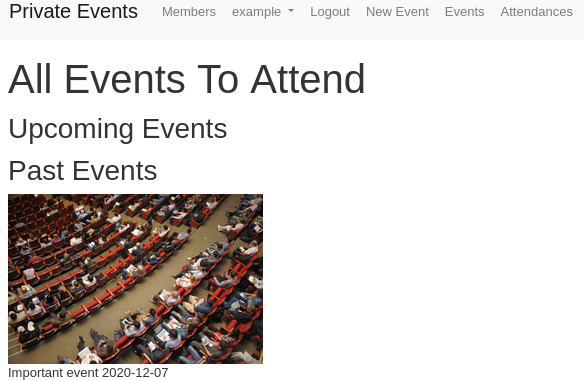 Private Events Members example Logout New Event Events Attendances
All Events To Attend
Upcoming Events
Past Events
Important event 2020-12-07